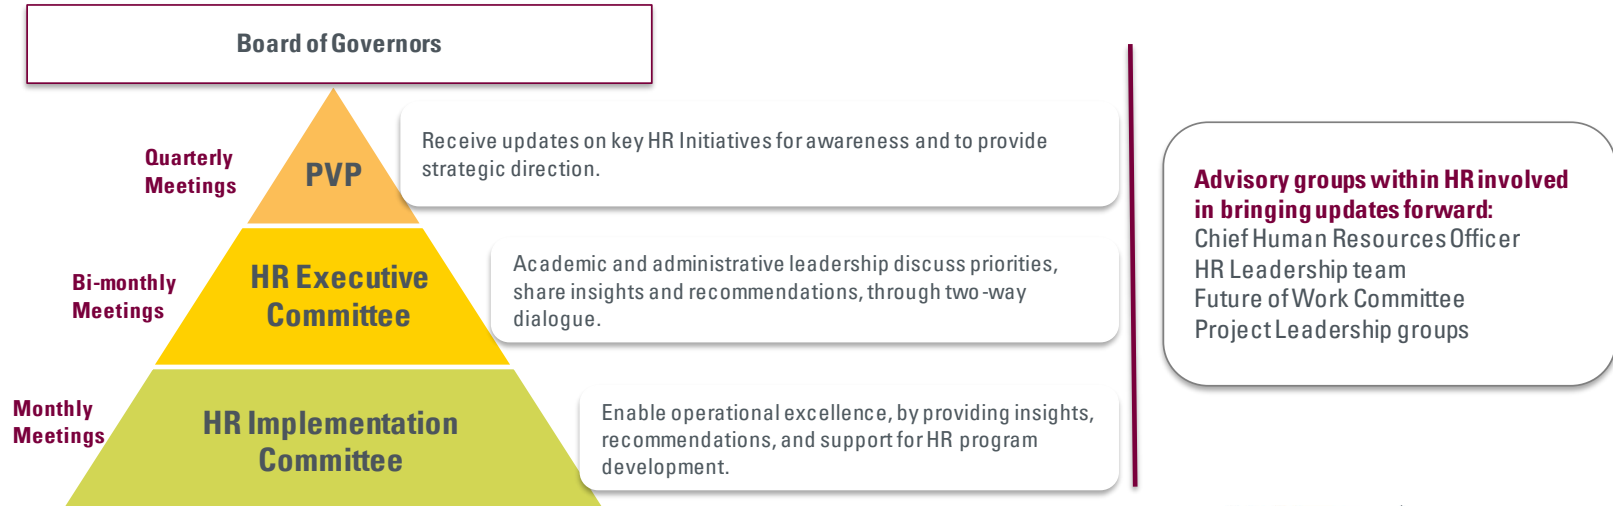 Board of Governors
Quarterly
Meetings
PVP
Receive updates on key HR Initiatives for awareness and to provide
strategic direction.
Bi-monthly
Meetings
HR Executive
Committee
Academic and administrative leadership discuss priorities,
share insights and recommendations, through two-way
dialogue.
Monthly
Meetings
HR Implementation
Committee
Enable operational excellence, by providing insights,
recommendations, and support for HR program
development.
Advisory groups within HR involved
in bringing updates forward:
Chief Human Resources Officer
HR Leadership team
Future of Work Committee
Project Leadership groups